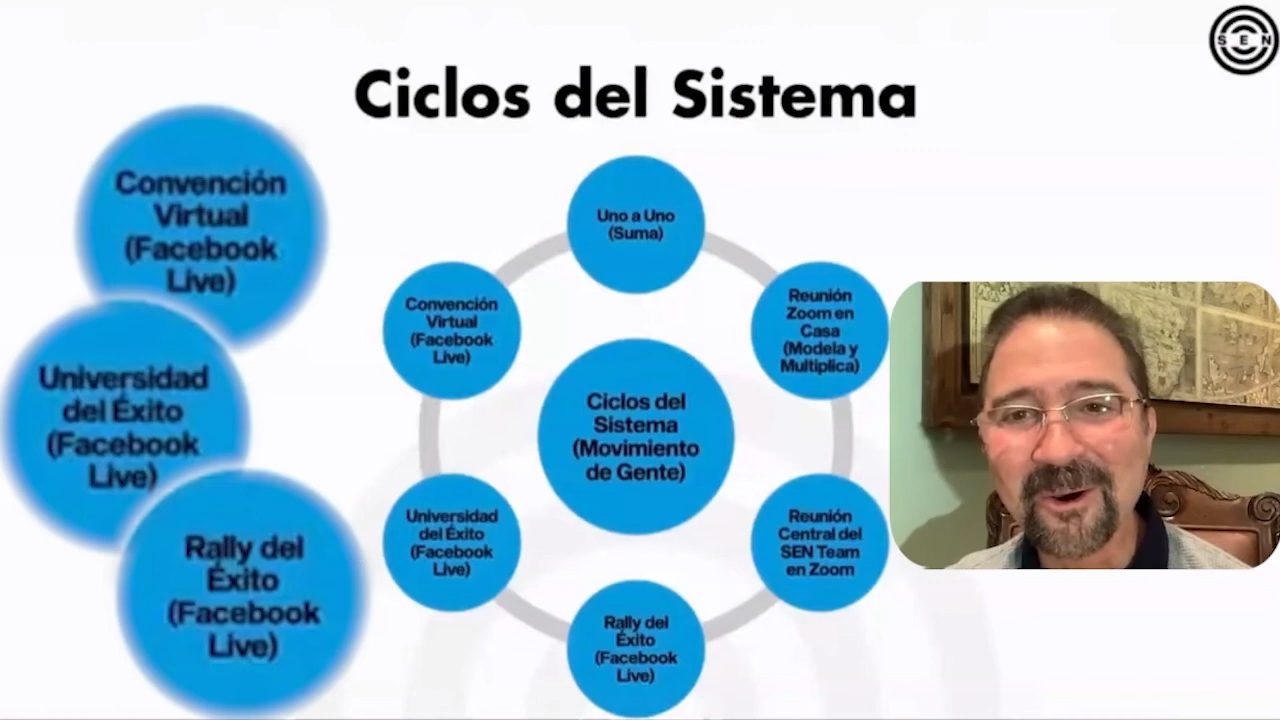 SEN
Ciclos del Sistema
Convención
Virtual
(Facebook
Live)
Universidad
del Éxito
(Facebook
Live)
Rally del
Éxito
(Facebook
Live)
Uno a Uno
(Suma)
Reunión
Zoom en
Casa
(Modela y
Multiplica)
Reunión
Central del
SEN Team
en Zoom
Rally del
Éxito
(Facebook
Live)
Universidad
del Éxito
(Facebook
Live)
Convención
Virtual
(Facebook
Live)
Ciclos del
Sistema
(Movimiento
de Gente)